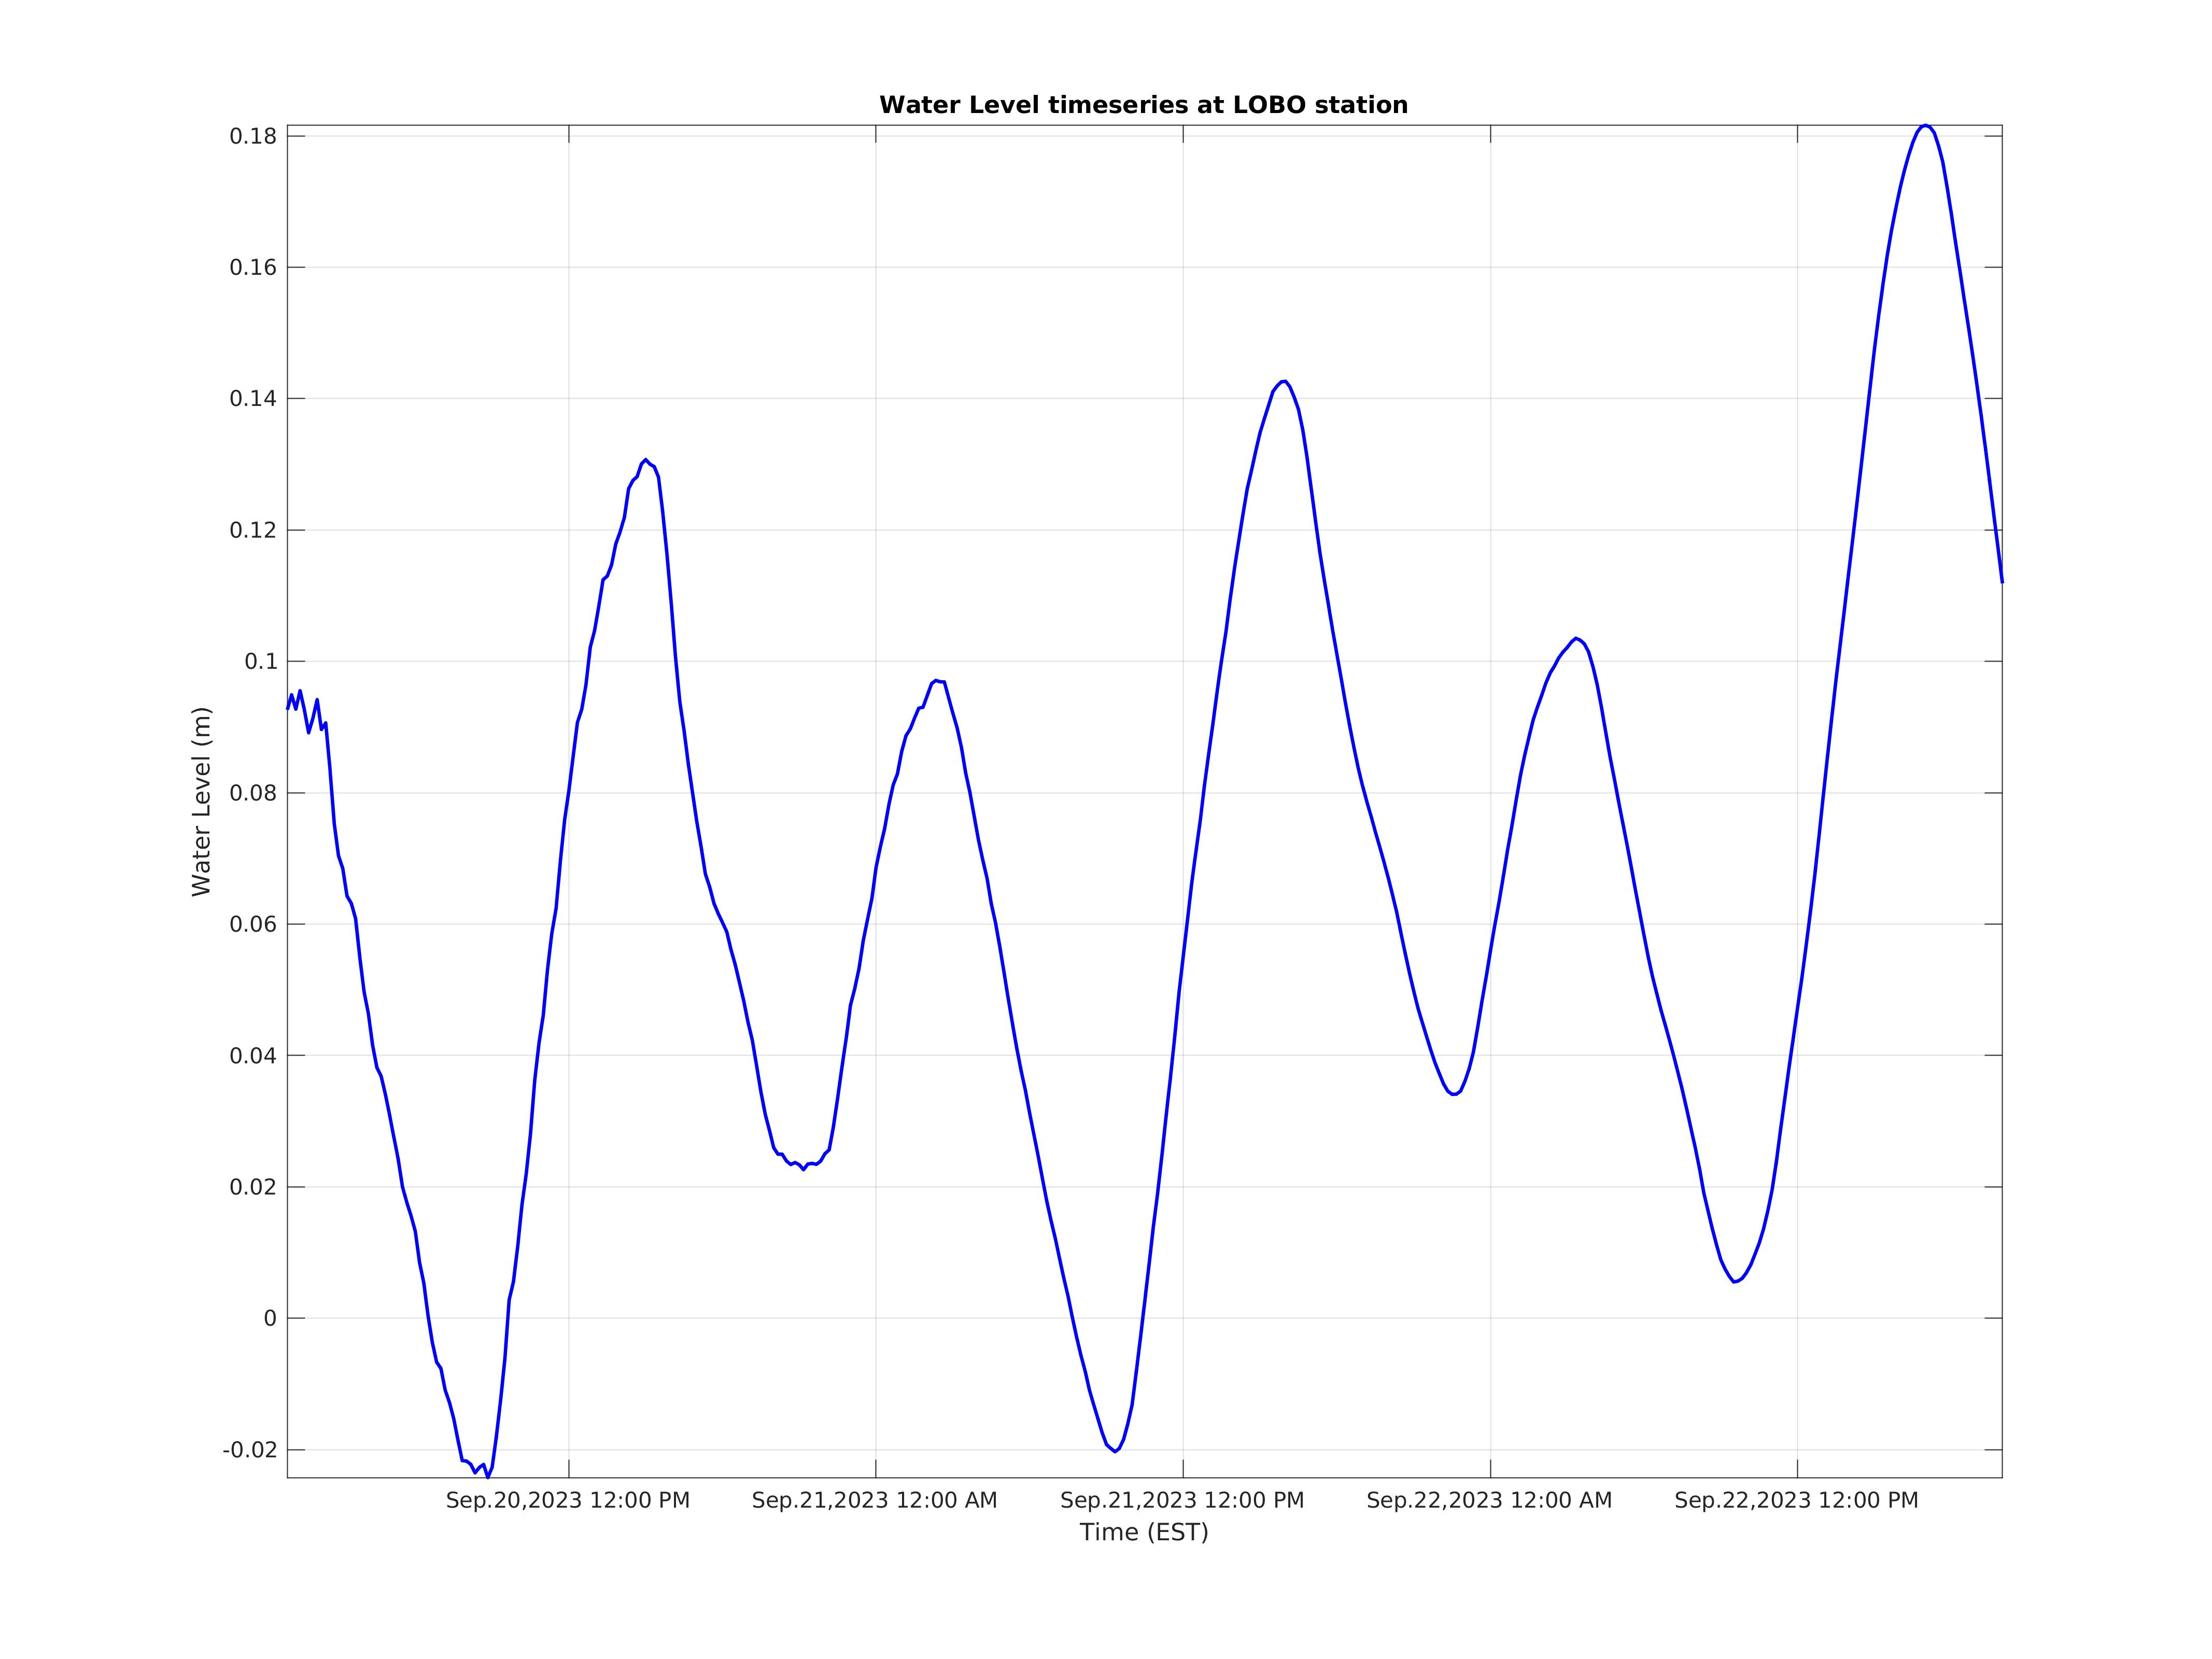 Water Level timeseries at LOBO station
0.18
0.16
0.14
0.12
0.1
0.08
0.06
0.04
0.02
0
-0.02
Water Level (m)
Sep.20,2023 12:00 PM
Sep.21,2023 12:00 AM
Sep.21,2023 12:00 PM
Sep.22,2023 12:00 AM
Sep.22,2023 12:00 PM
Time (EST)